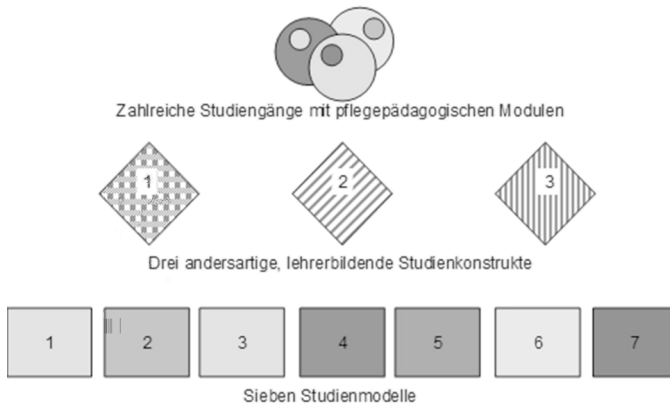 Zahlreiche Studiengänge mit pflegepädagogischen Modulen
1 2 3
Drei andersartige, lehrerbildende Studienkonstrukte
1 2 3 4 5 6 7
Sieben Studienmodelle